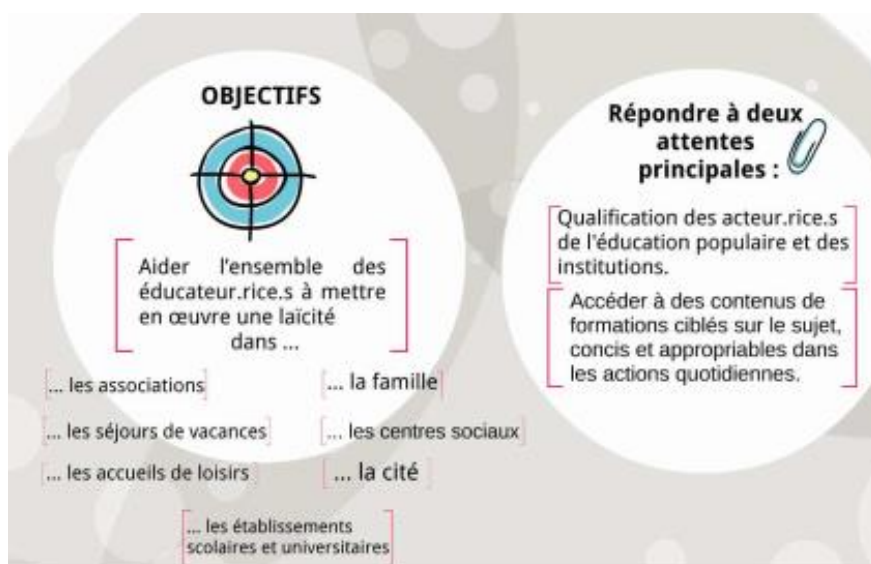 OBJECTIFS
Aider l'ensemble des
éducateur.rice.s à mettre
en œuvre une laïcité
dans ...
... les associations
... la famille
... les séjours de vacances
... les centres sociaux
... les accueils de loisirs
... la cité
... les établissements
scolaires et universitaires
Répondre à deux
attentes
principales :
Qualification des acteur.rice.s
de l'éducation populaire et des
institutions.
Accéder à des contenus de
formations ciblés sur le sujet,
concis et appropriables dans
les actions quotidiennes.